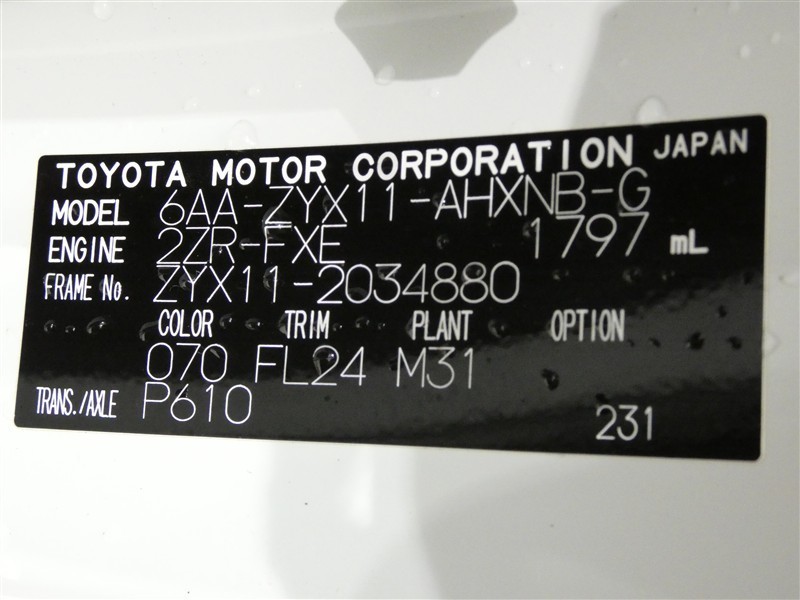 TOYOTA MOTOR CORPORATION JAPAN
MODEL 6AA-ZYX11-AHXNB-G
ENGINE 2ZR-FXE 1797 mL
FRAME No. ZYX11-2034880
COLOR TRIM PLANT OPTION
070 FL24 M31
TRANS./AXLE P610
231